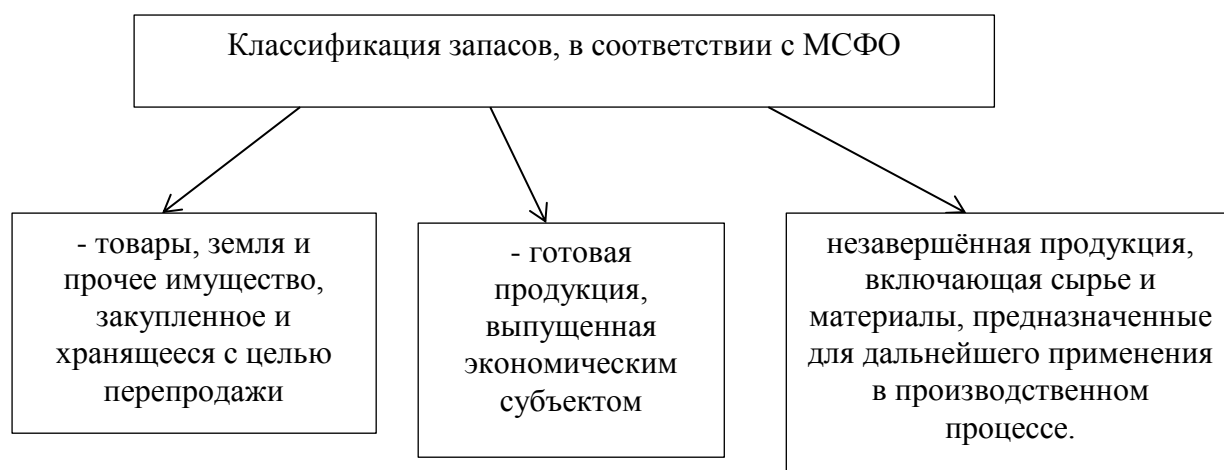 Классификация запасов, в соответствии с МСФО
- товары, земля и
прочее имущество,
закупленное и
хранящееся с целью
перепродажи
- готовая
продукция,
выпущенная
экономическим
субъектом
незавершённая продукция,
включающая сырье и
материалы, предназначенные
для дальнейшего применения
в производственном
процессе.